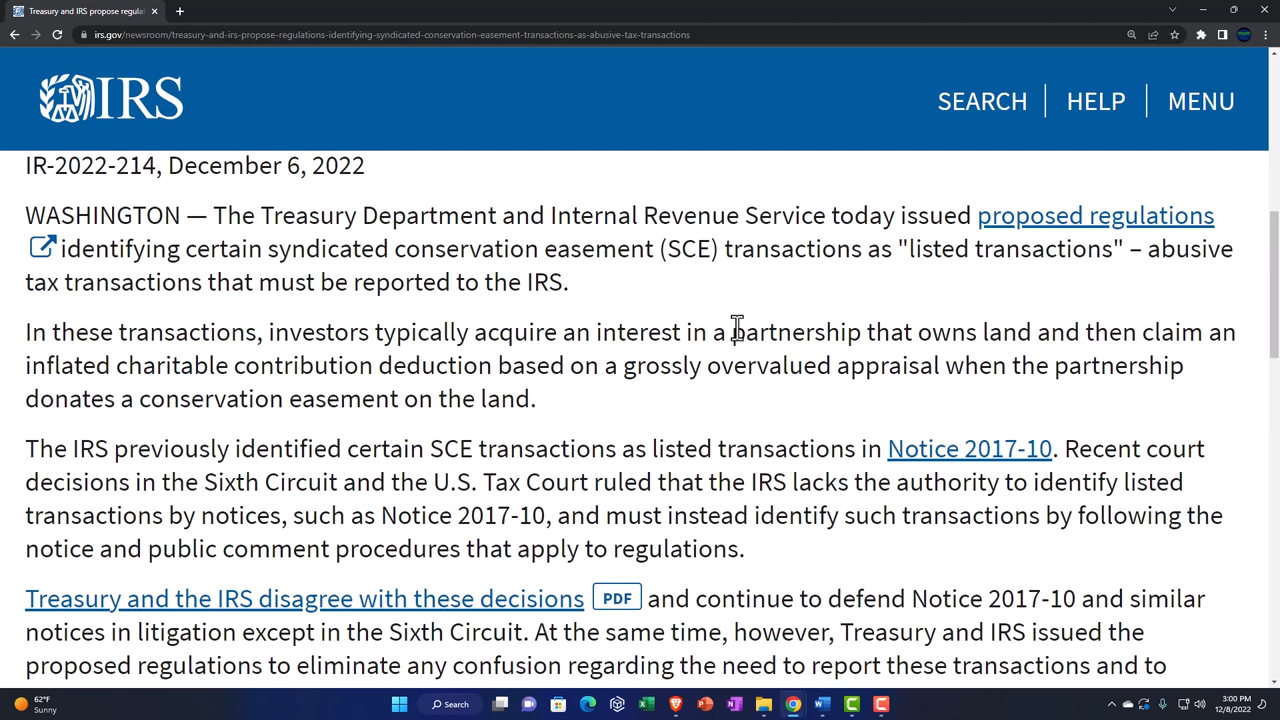 Treasury and IRS propose regulat
irs.gov/newsroom/treasury-and-irs-propose-regulations-identifying-syndicated-conservation-easement-transactions-as-abusive-tax-transactions
IRS
SEARCH
HELP
MENU
IR-2022-214, December 6, 2022
WASHINGTON — The Treasury Department and Internal Revenue Service today issued proposed regulations
identifying certain syndicated conservation easement (SCE) transactions as "listed transactions" – abusive
tax transactions that must be reported to the IRS.
In these transactions, investors typically acquire an interest in a partnership that owns land and then claim an
inflated charitable contribution deduction based on a grossly overvalued appraisal when the partnership
donates a conservation easement on the land.
The IRS previously identified certain SCE transactions as listed transactions in Notice 2017-10. Recent court
decisions in the Sixth Circuit and the U.S. Tax Court ruled that the IRS lacks the authority to identify listed
transactions by notices, such as Notice 2017-10, and must instead identify such transactions by following the
notice and public comment procedures that apply to regulations.
Treasury and the IRS disagree with these decisions PDF and continue to defend Notice 2017-10 and similar
notices in litigation except in the Sixth Circuit. At the same time, however, Treasury and IRS issued the
proposed regulations to eliminate any confusion regarding the need to report these transactions and to
62°F
Sunny
Search
3:00 PM
12/8/2022